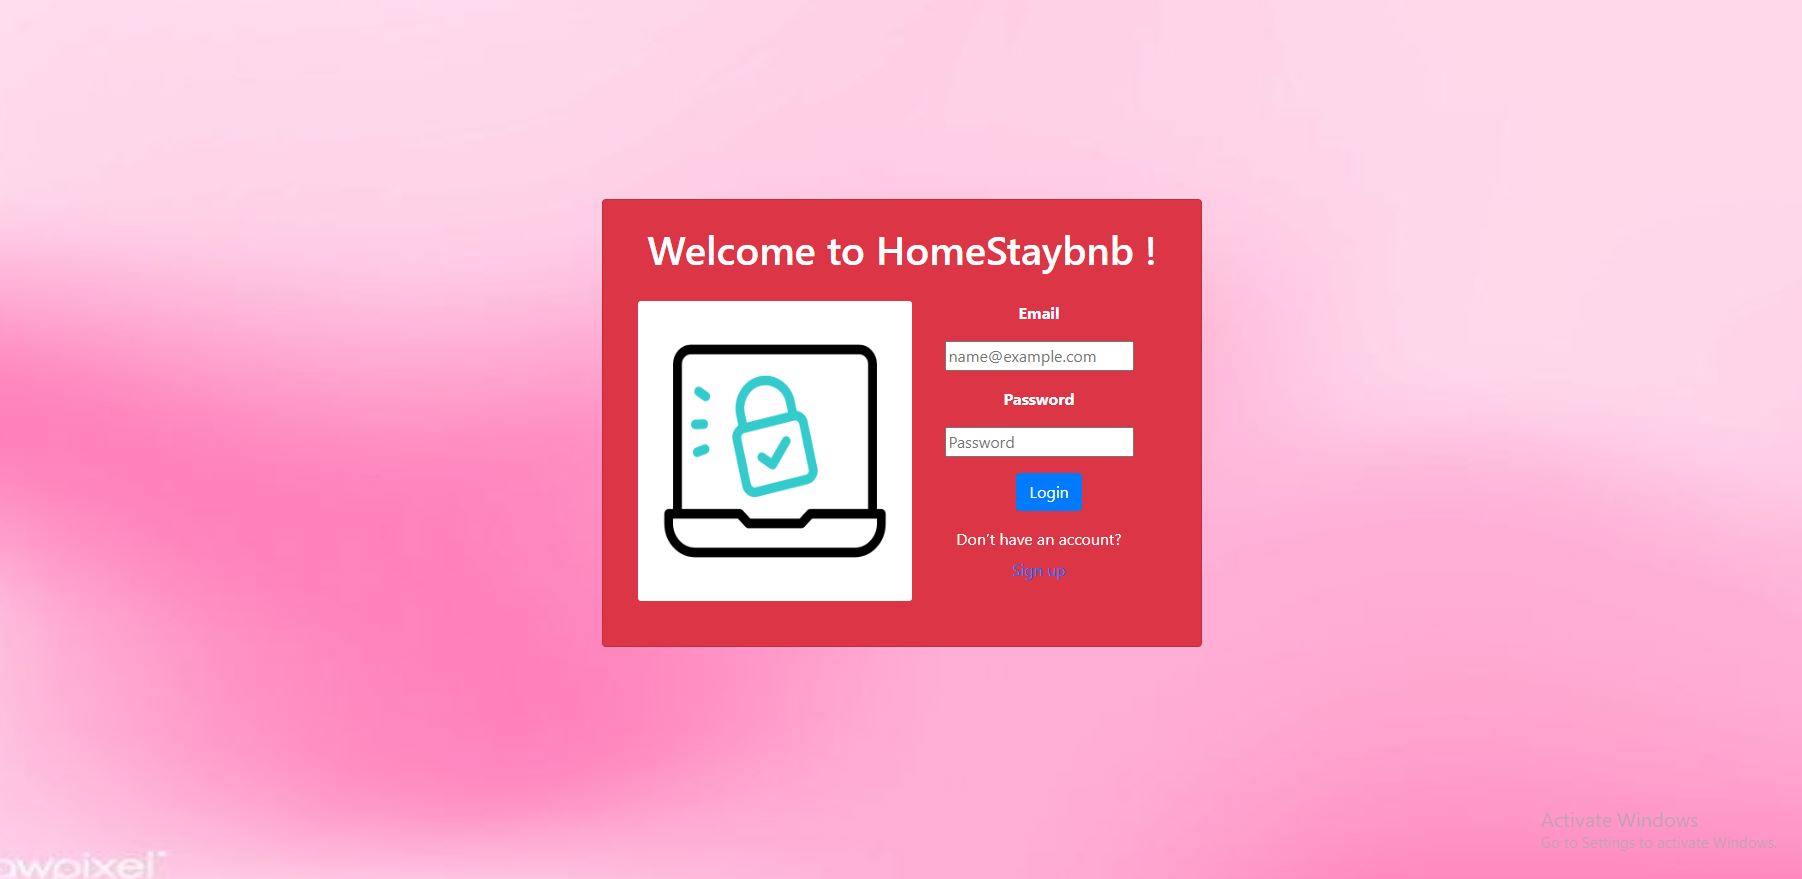 Welcome to HomeStaybnb !
Email
name@example.com
Password
Password
Login
Don't have an account?
Sign up
Activate Windows
Go to Settings to activate Windows.